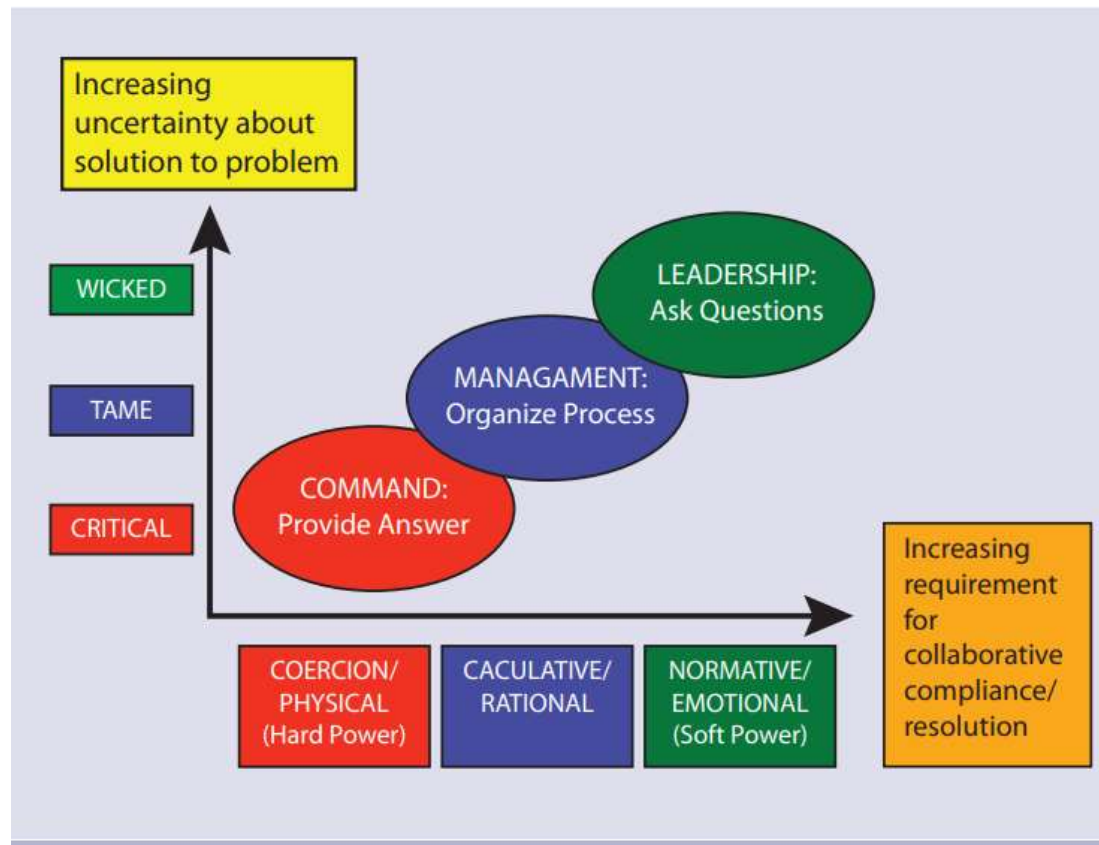 Increasing
uncertainty about
solution to problem
WICKED
TAME
CRITICAL
LEADERSHIP:
Ask Questions
MANAGAMENT:
Organize Process
COMMAND:
Provide Answer
COERCION/
PHYSICAL
(Hard Power)
CACULATIVE/
RATIONAL
NORMATIVE/
EMOTIONAL
(Soft Power)
Increasing
requirement
for
collaborative
compliance/
resolution